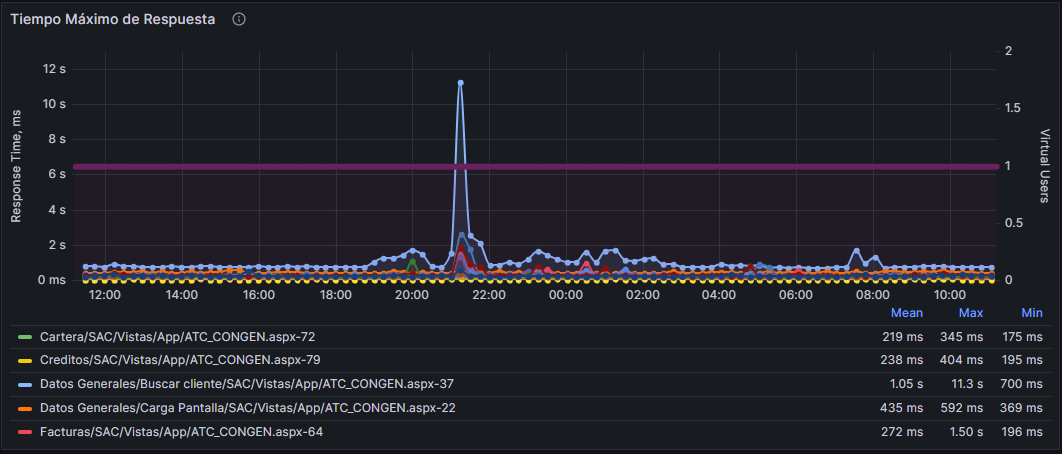 Tiempo Máximo de Respuesta
2
12 s
10 s
1.5
8 s
Response Time, ms
Virtual Users
6 s
1
4 s
0.5
2 s
0 ms
0
12:00 14:00 16:00 18:00 20:00 22:00 00:00 02:00 04:00 06:00 08:00 10:00
Mean Max Min
Cartera/SAC/Vistas/App/ATC_CONGEN.aspx-72 219 ms 345 ms 175 ms
Creditos/SAC/Vistas/App/ATC_CONGEN.aspx-79 238 ms 404 ms 195 ms
Datos Generales/Buscar cliente/SAC/Vistas/App/ATC_CONGEN.aspx-37 1.05 s 11.3 s 700 ms
Datos Generales/Carga Pantalla/SAC/Vistas/App/ATC_CONGEN.aspx-22 435 ms 592 ms 369 ms
Facturas/SAC/Vistas/App/ATC_CONGEN.aspx-64 272 ms 1.50 s 196 ms